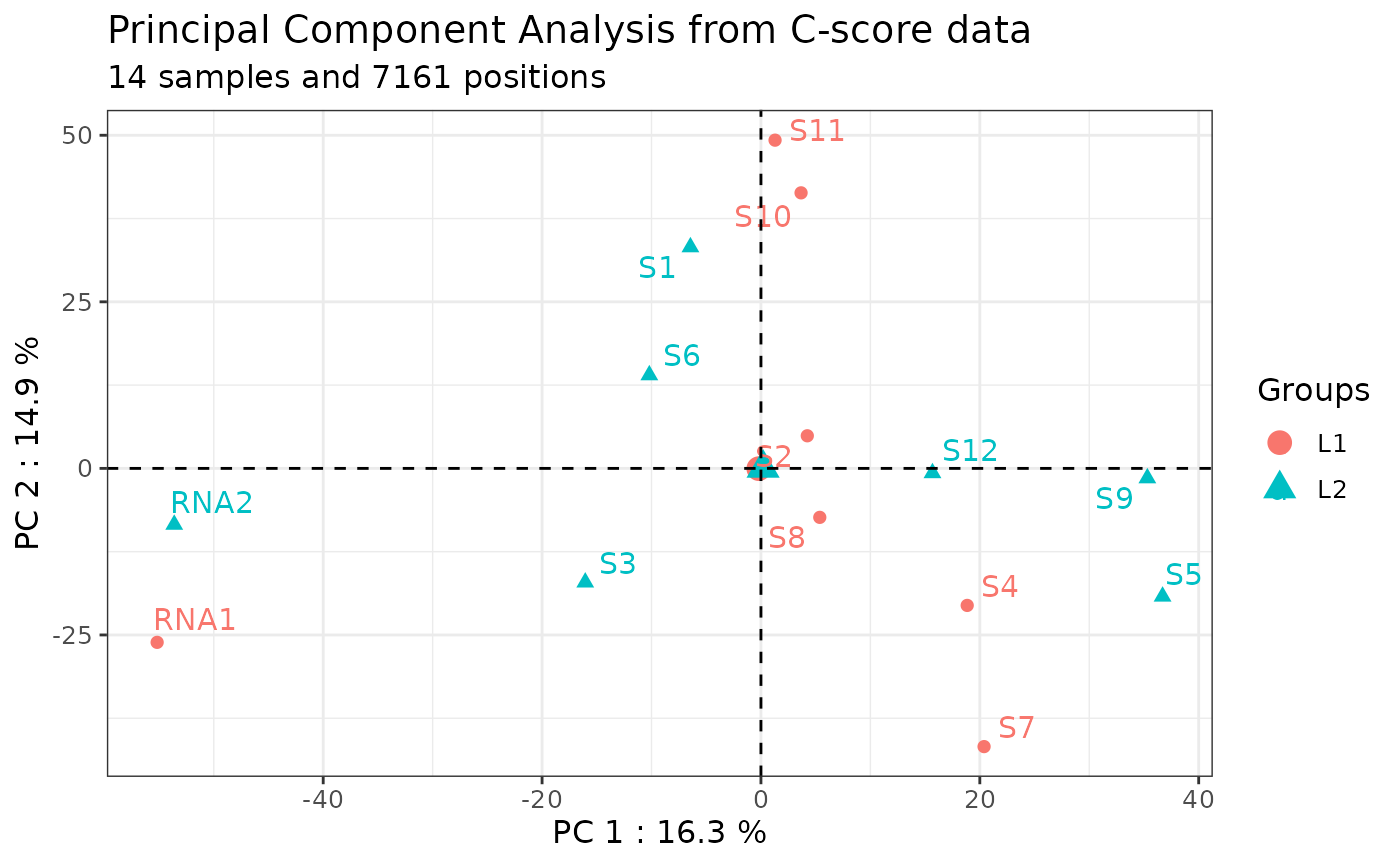 Principal Component Analysis from C-score data
14 samples and 7161 positions
50
S11
S10
S1
25
S6
S2
S12
0
S9
RNA2
S8
S3
S5
S4
RNA1
-25
S7
-40
-20
0
20
40
PC 1 : 16.3 %
PC 2 : 14.9 %
Groups
L1
L2